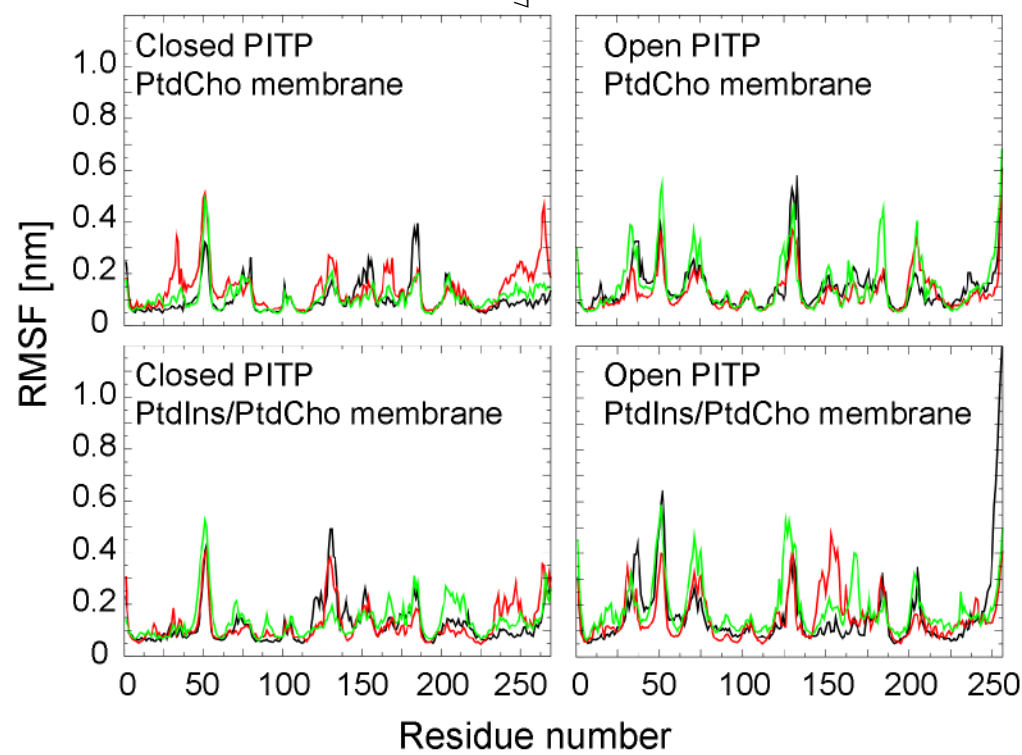 Closed PITP
PtdCho membrane
Open PITP
PtdCho membrane
1.0
0.8
0.6
0.4
0.2
0
Closed PITP
PtdIns/PtdCho membrane
Open PITP
PtdIns/PtdCho membrane
1.0
0.8
0.6
0.4
0.2
0
RMSF [nm]
0 50 100 150 200 250
0 50 100 150 200 250
Residue number